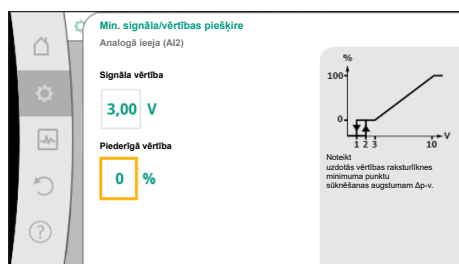 Min. signāla/vērtības piešķire
Analogā ieeja (AI2)
Signāla vērtība
3,00 V
Piederīgā vērtība
0 %
%
100
0
1 2 3 10 V
Noteikt
uzdotās vērtības raksturlīknes
minimuma punktu
sūknēšanas augstumam Δp-v.